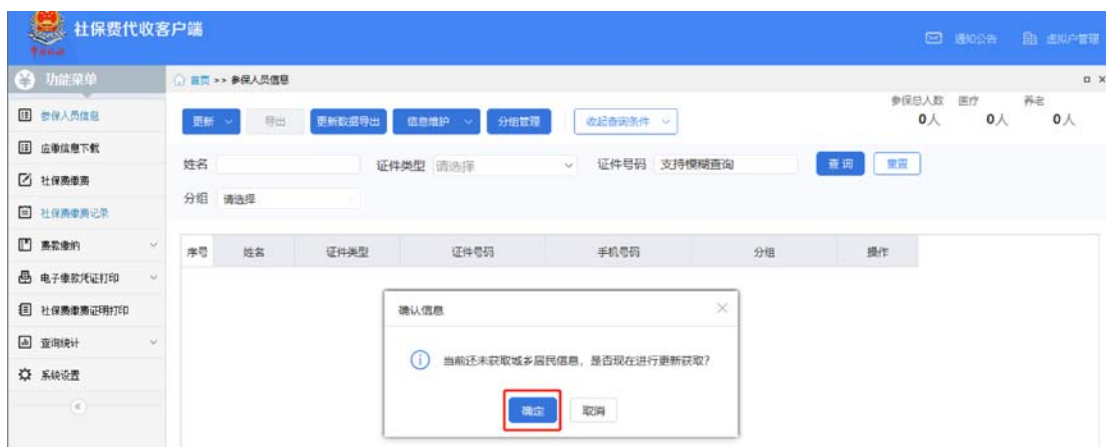 社保费代收客户端
通知公告 虚拟户管理
功能菜单
首页 >> 参保人员信息
参保人员信息
应缴信息下载
社保费缴费
社保费缴费记录
费款缴纳
电子缴款凭证打印
社保费缴费证明打印
查询统计
系统设置
参保总人数 医疗 养老
0人 0人 0人
更新 导出 更新数据导出 信息维护 分组管理 收起查询条件
姓名 证件类型 请选择 证件号码 支持模糊查询 查询 重置
分组 请选择
序号 姓名 证件类型 证件号码 手机号码 分组 操作
确认信息
当前还未获取城乡居民信息，是否现在进行更新获取？
确定 取消